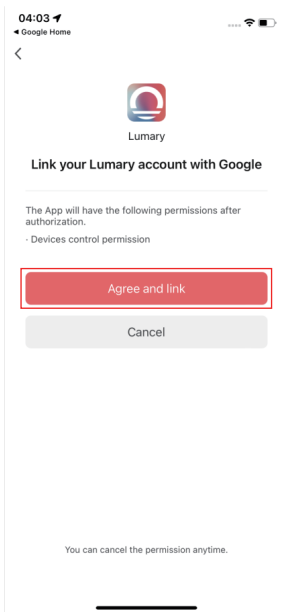 04:03
◀ Google Home
Lumary
Link your Lumary account with Google
The App will have the following permissions after
authorization.
· Devices control permission
Agree and link
Cancel
You can cancel the permission anytime.